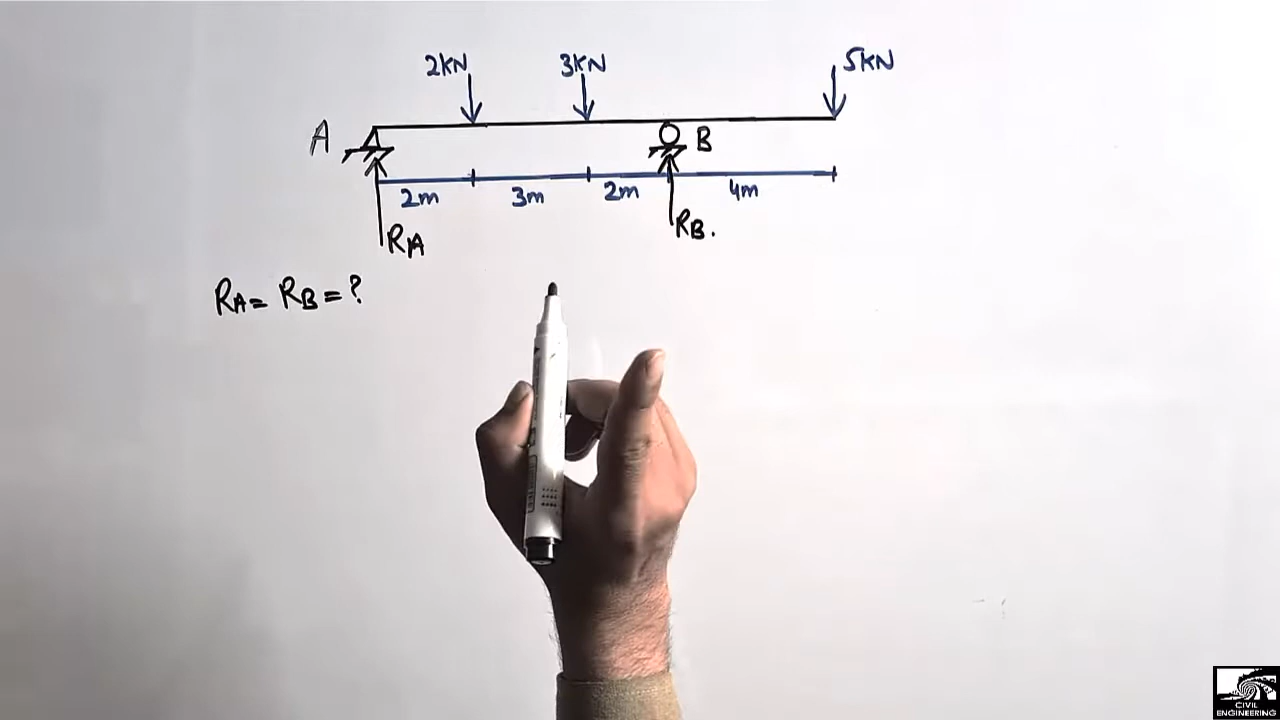 2KN 3KN 5KN
A B
2m 3m 2m 4m
RA RB.
RA= RB=?
CIVIL
ENGINEERING